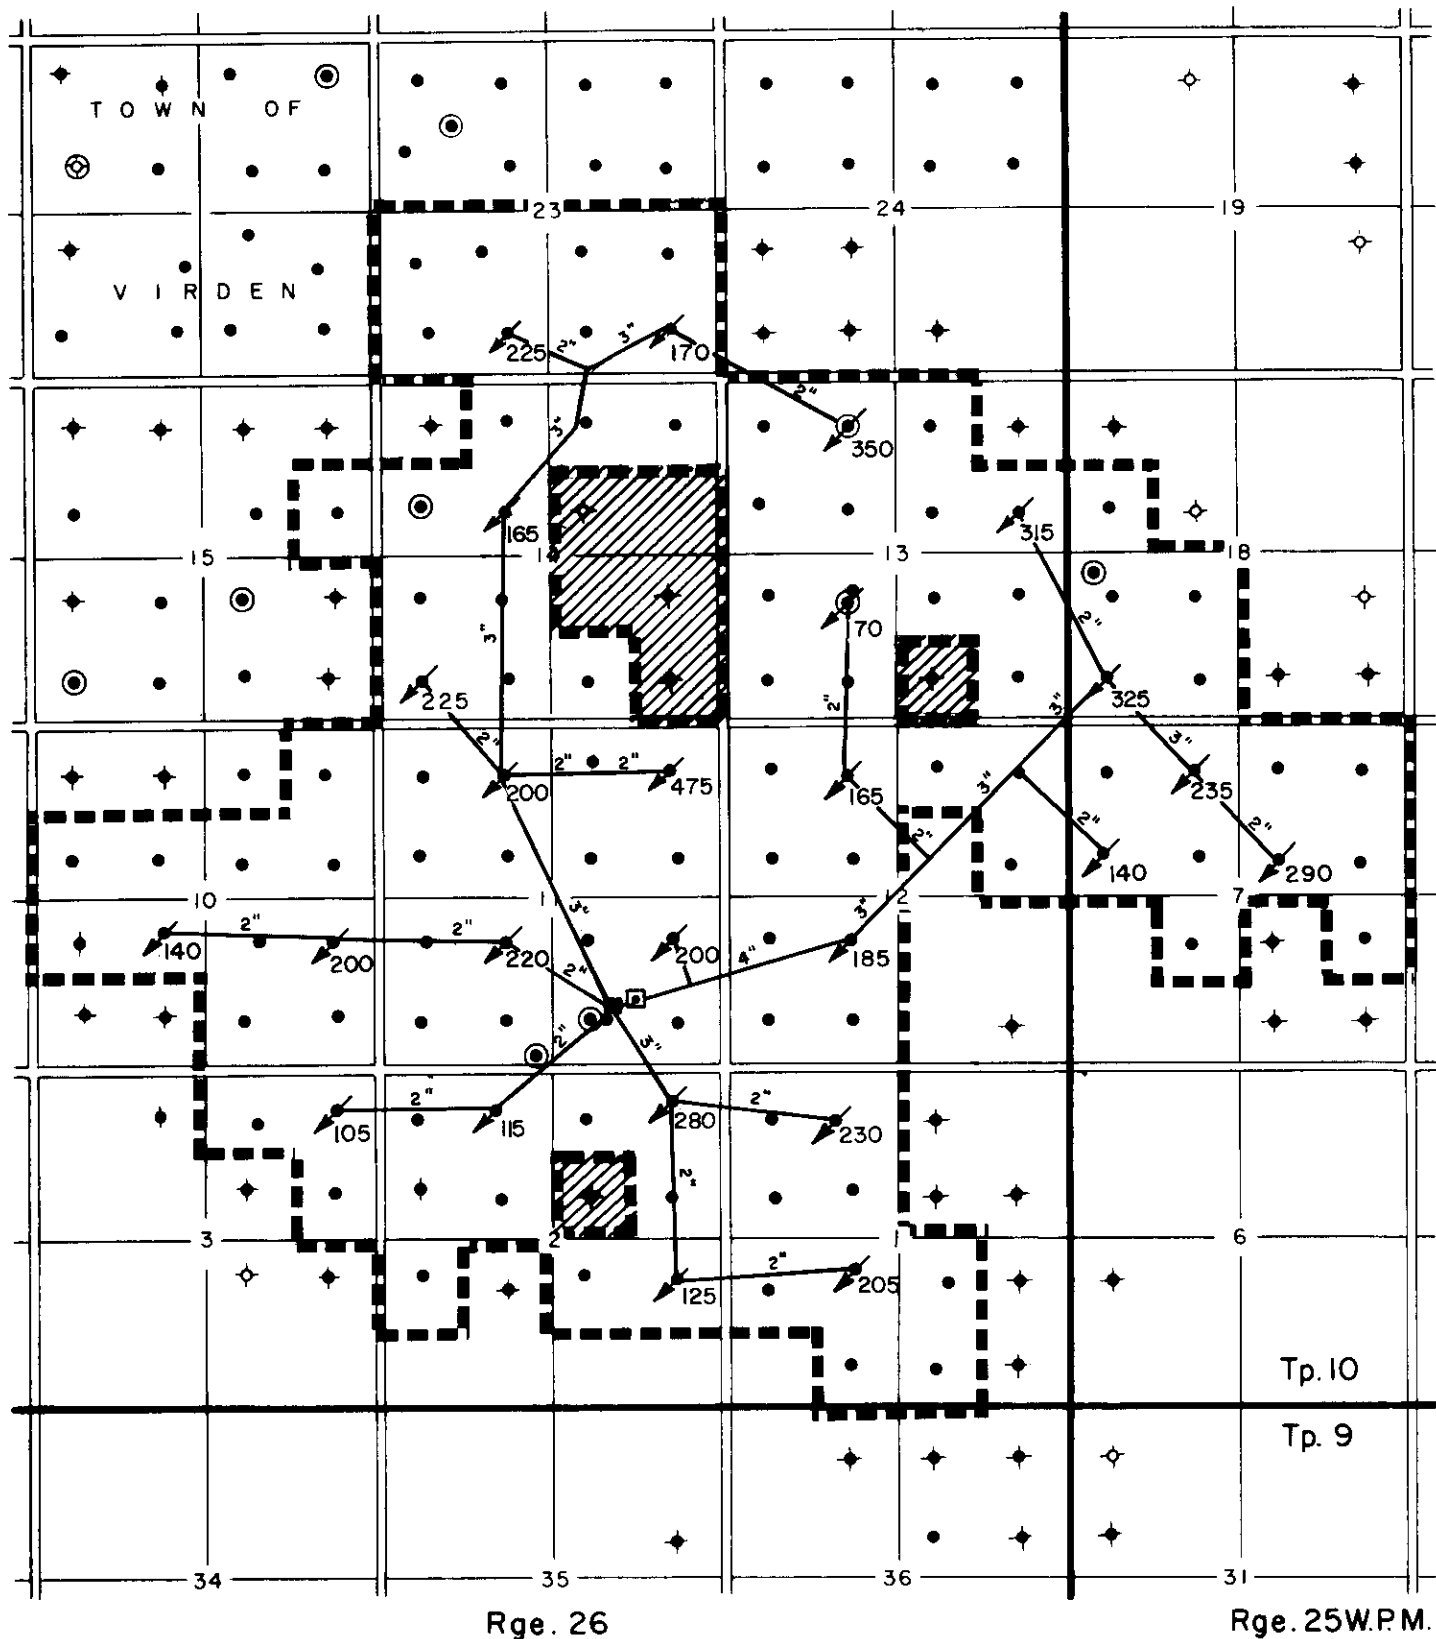 TOWN OF
23 24 19
VIRDEN
225 2" 3" 170
2"
3" 350
165 315
15 14 13 18
3" 70 2"
225 2" 3" 325
2" 2" 2" 3"
200 475 165 3" 235
2" 2" 2"
140 290
10 11 12 7
3" 3"
2" 2"
140 200 220 200 4" 185
2"
2" 3"
2" 2"
105 115 280 230
2"
3 2 1 6
2"
125 205
Tp. 10
Tp. 9
34 35 36 31
Rge. 26 Rge. 25 W.P.M.